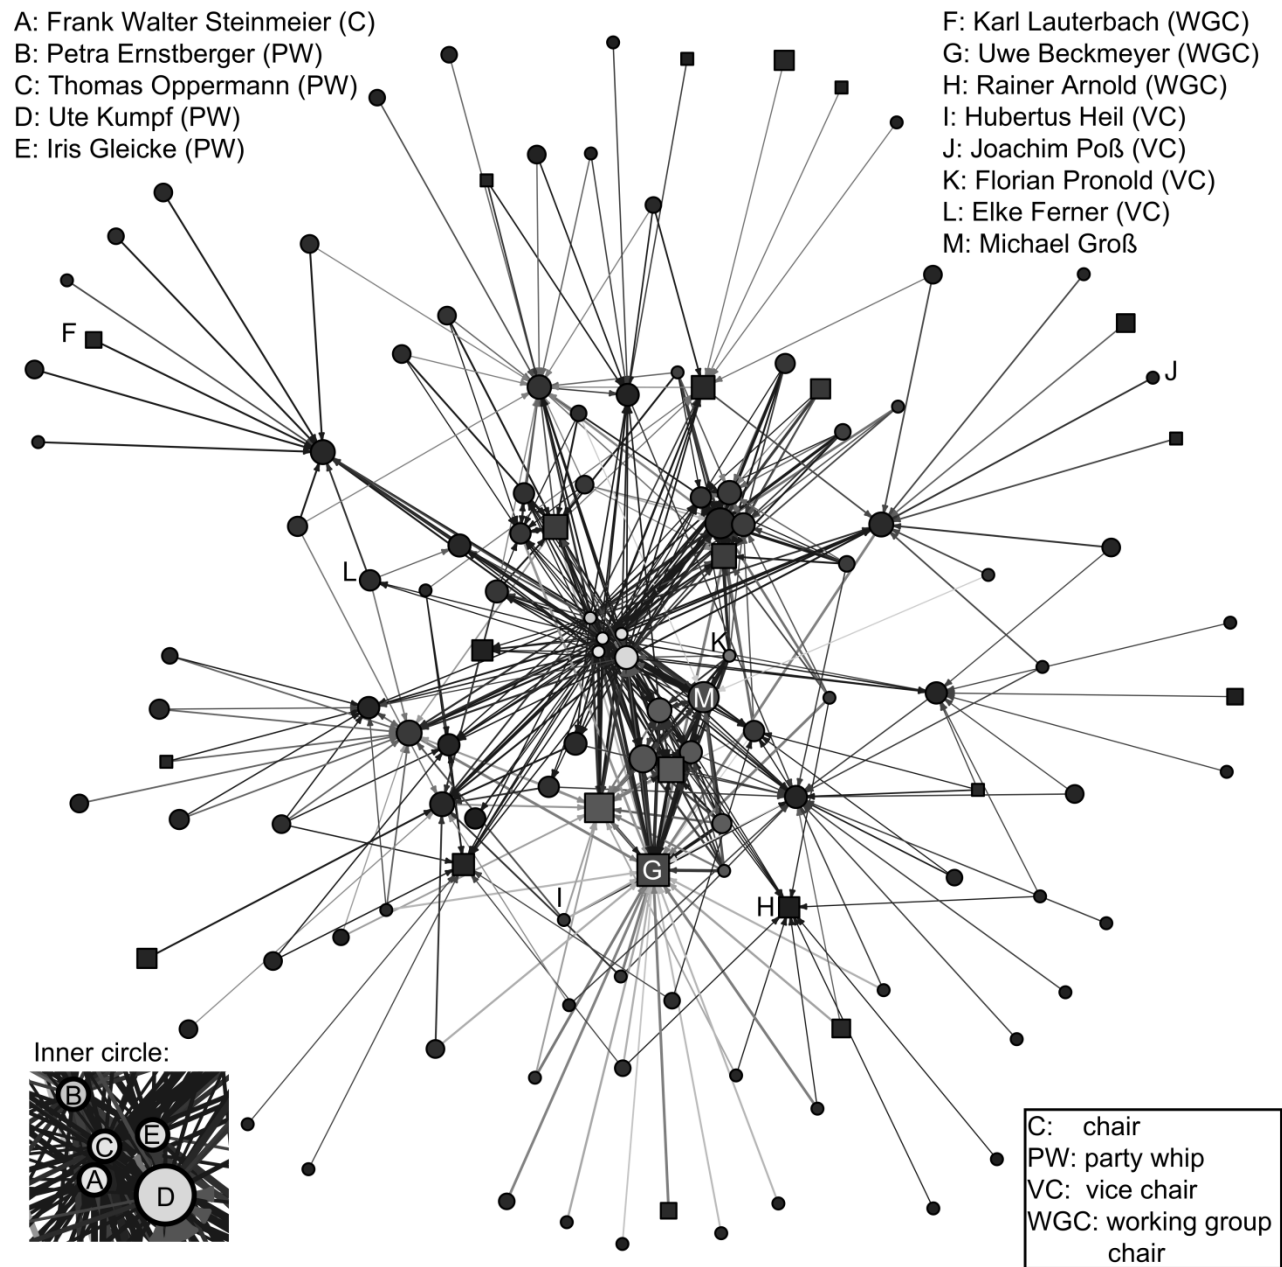 A: Frank Walter Steinmeier (C)
B: Petra Ernstberger (PW)
C: Thomas Oppermann (PW)
D: Ute Kumpf (PW)
E: Iris Gleicke (PW)
F: Karl Lauterbach (WGC)
G: Uwe Beckmeyer (WGC)
H: Rainer Arnold (WGC)
I: Hubertus Heil (VC)
J: Joachim Poß (VC)
K: Florian Pronold (VC)
L: Elke Ferner (VC)
M: Michael Groß
F
J
L
K
M
G
I
H
Inner circle:
B
E
C
A
D
C: chair
PW: party whip
VC: vice chair
WGC: working group
chair